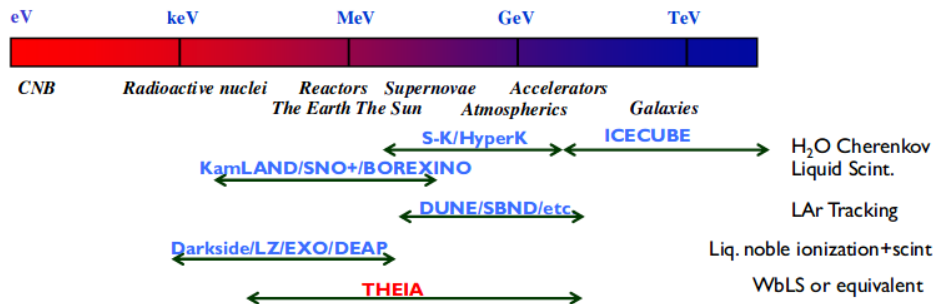 eV keV MeV GeV TeV
CNB Radioactive nuclei Reactors Supernovae Accelerators
The Earth The Sun Atmospherics Galaxies
S-K/HyperK ICECUBE H₂O Cherenkov
KamLAND/SNO+/BOREXINO Liquid Scint.
DUNE/SBND/etc LAr Tracking
Darkside/LZ/EXO/DEAP Liq. noble ionization+scint
THEIA WbLS or equivalent